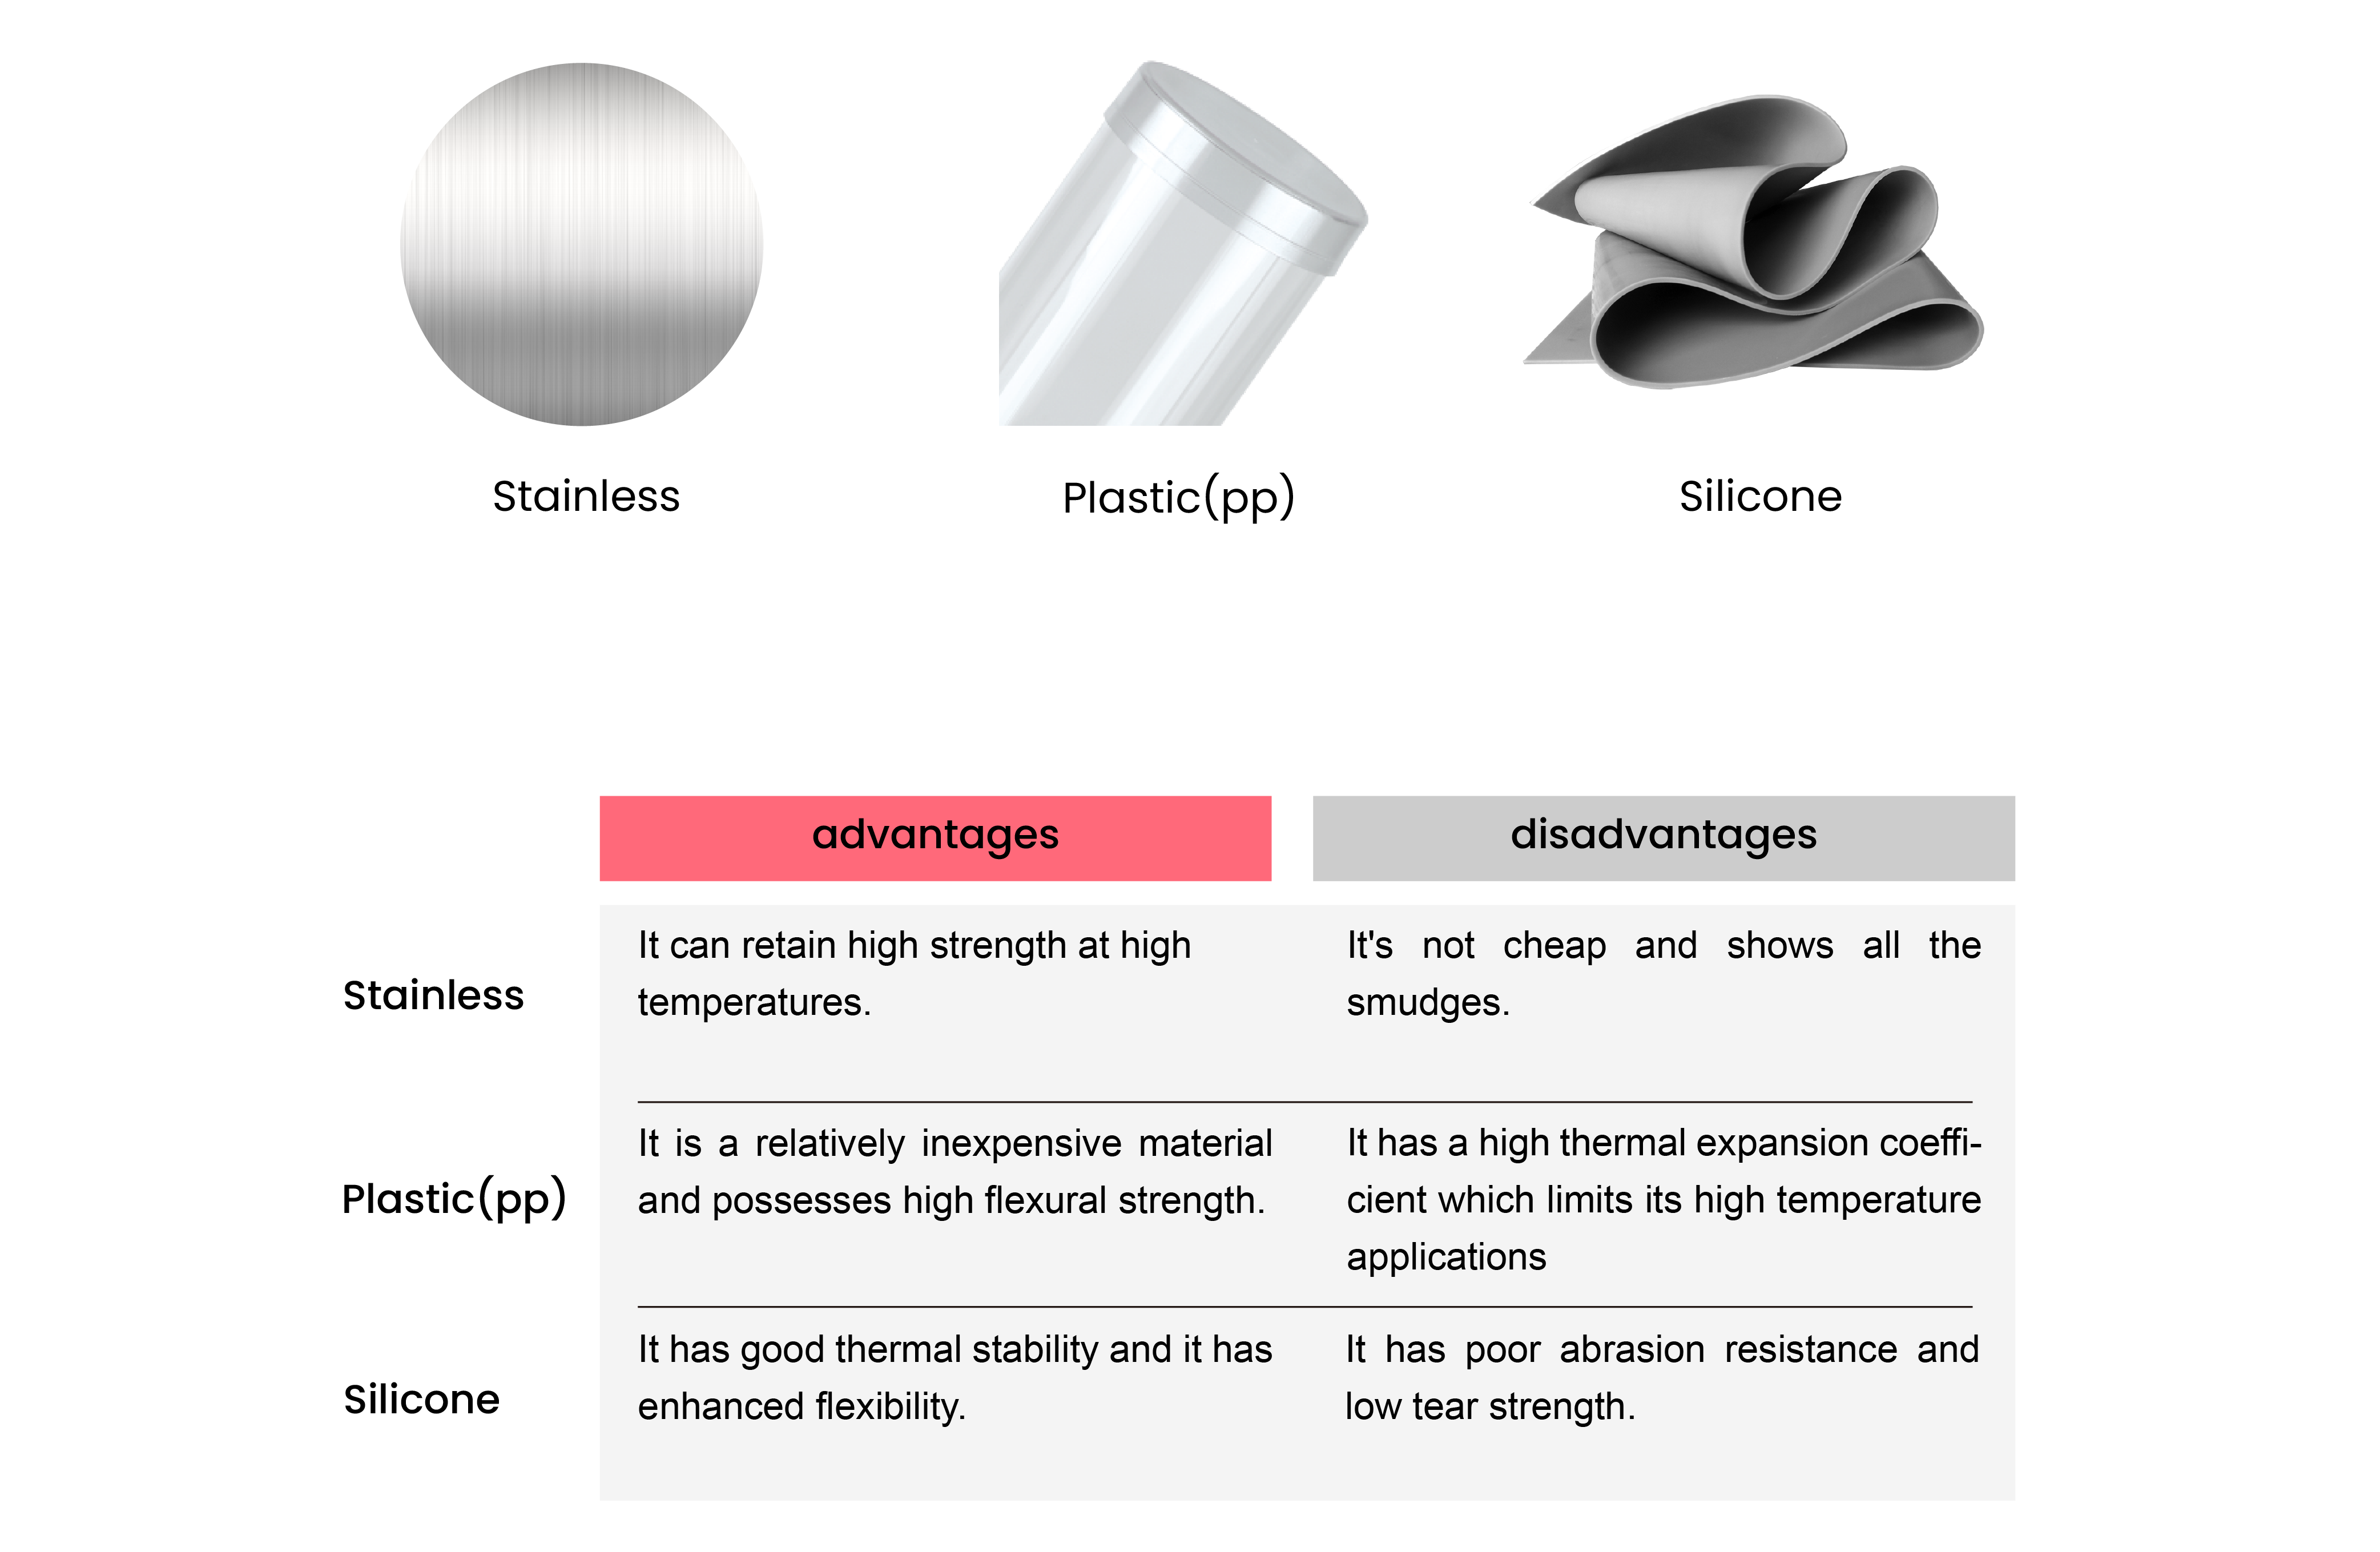 Stainless
Plastic(pp)
Silicone
advantages
disadvantages
Stainless
It can retain high strength at high
temperatures.
It's not cheap and shows all the
smudges.
Plastic(pp)
It is a relatively inexpensive material
and possesses high flexural strength.
It has a high thermal expansion coeffi-
cient which limits its high temperature
applications
Silicone
It has good thermal stability and it has
enhanced flexibility.
It has poor abrasion resistance and
low tear strength.